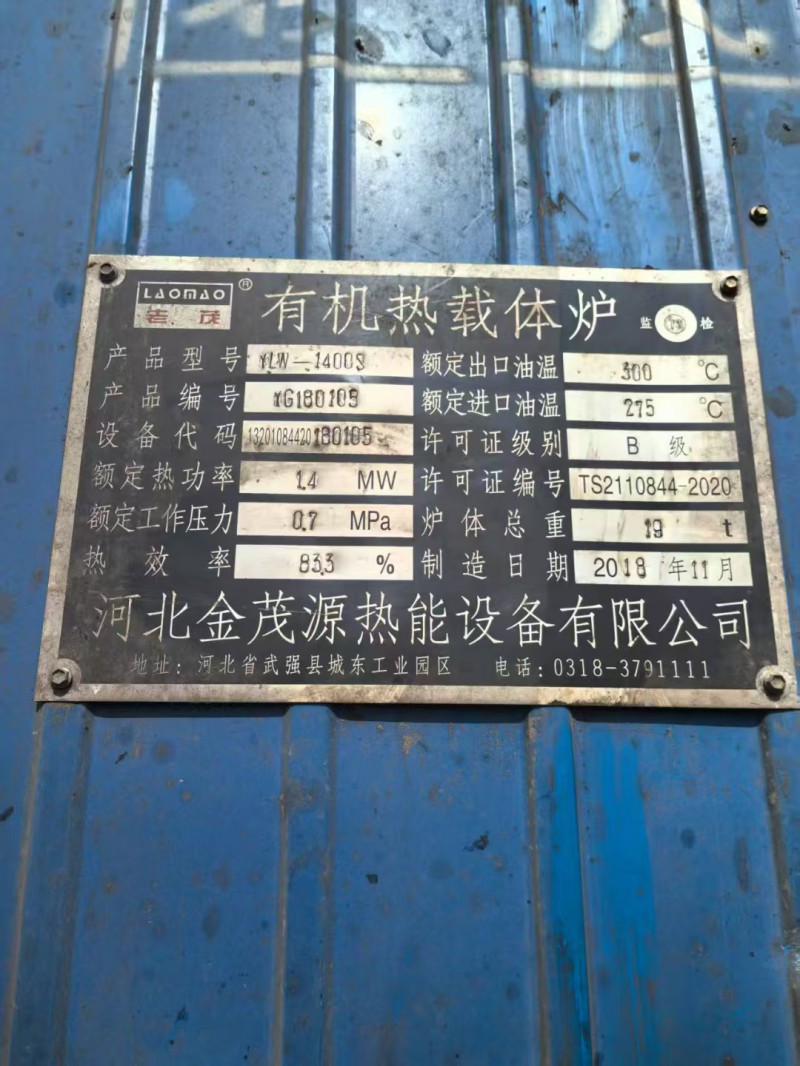 LAOMAO ®
老茂
有机热载体炉 监 检
产品型号 YLW-1400S 额定出口油温 300 ℃
产品编号 YG180105 额定进口油温 275 ℃
设备代码 13201084420180105 许可证级别 B 级
额定热功率 1.4 MW 许可证编号 TS2110844-2020
额定工作压力 0.7 MPa 炉体总重 19 t
热效率 83.3 % 制造日期 2018 年 11 月
河北金茂源热能设备有限公司
地址：河北省武强县城东工业园区 电话：0318-3791111